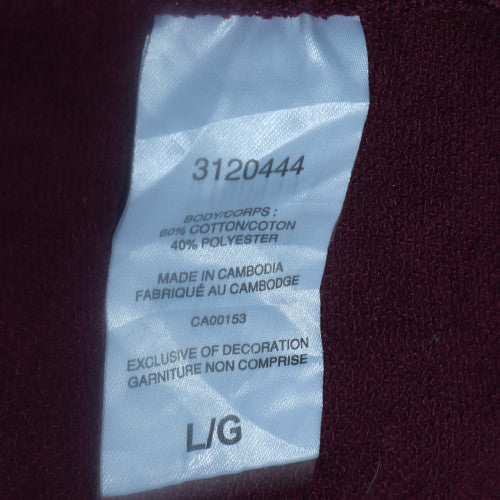 3120444
BODY/CORPS :
60% COTTON/COTON
40% POLYESTER
MADE IN CAMBODIA
FABRIQUÉ AU CAMBODGE
CA00153
EXCLUSIVE OF DECORATION
GARNITURE NON COMPRISE
L/G